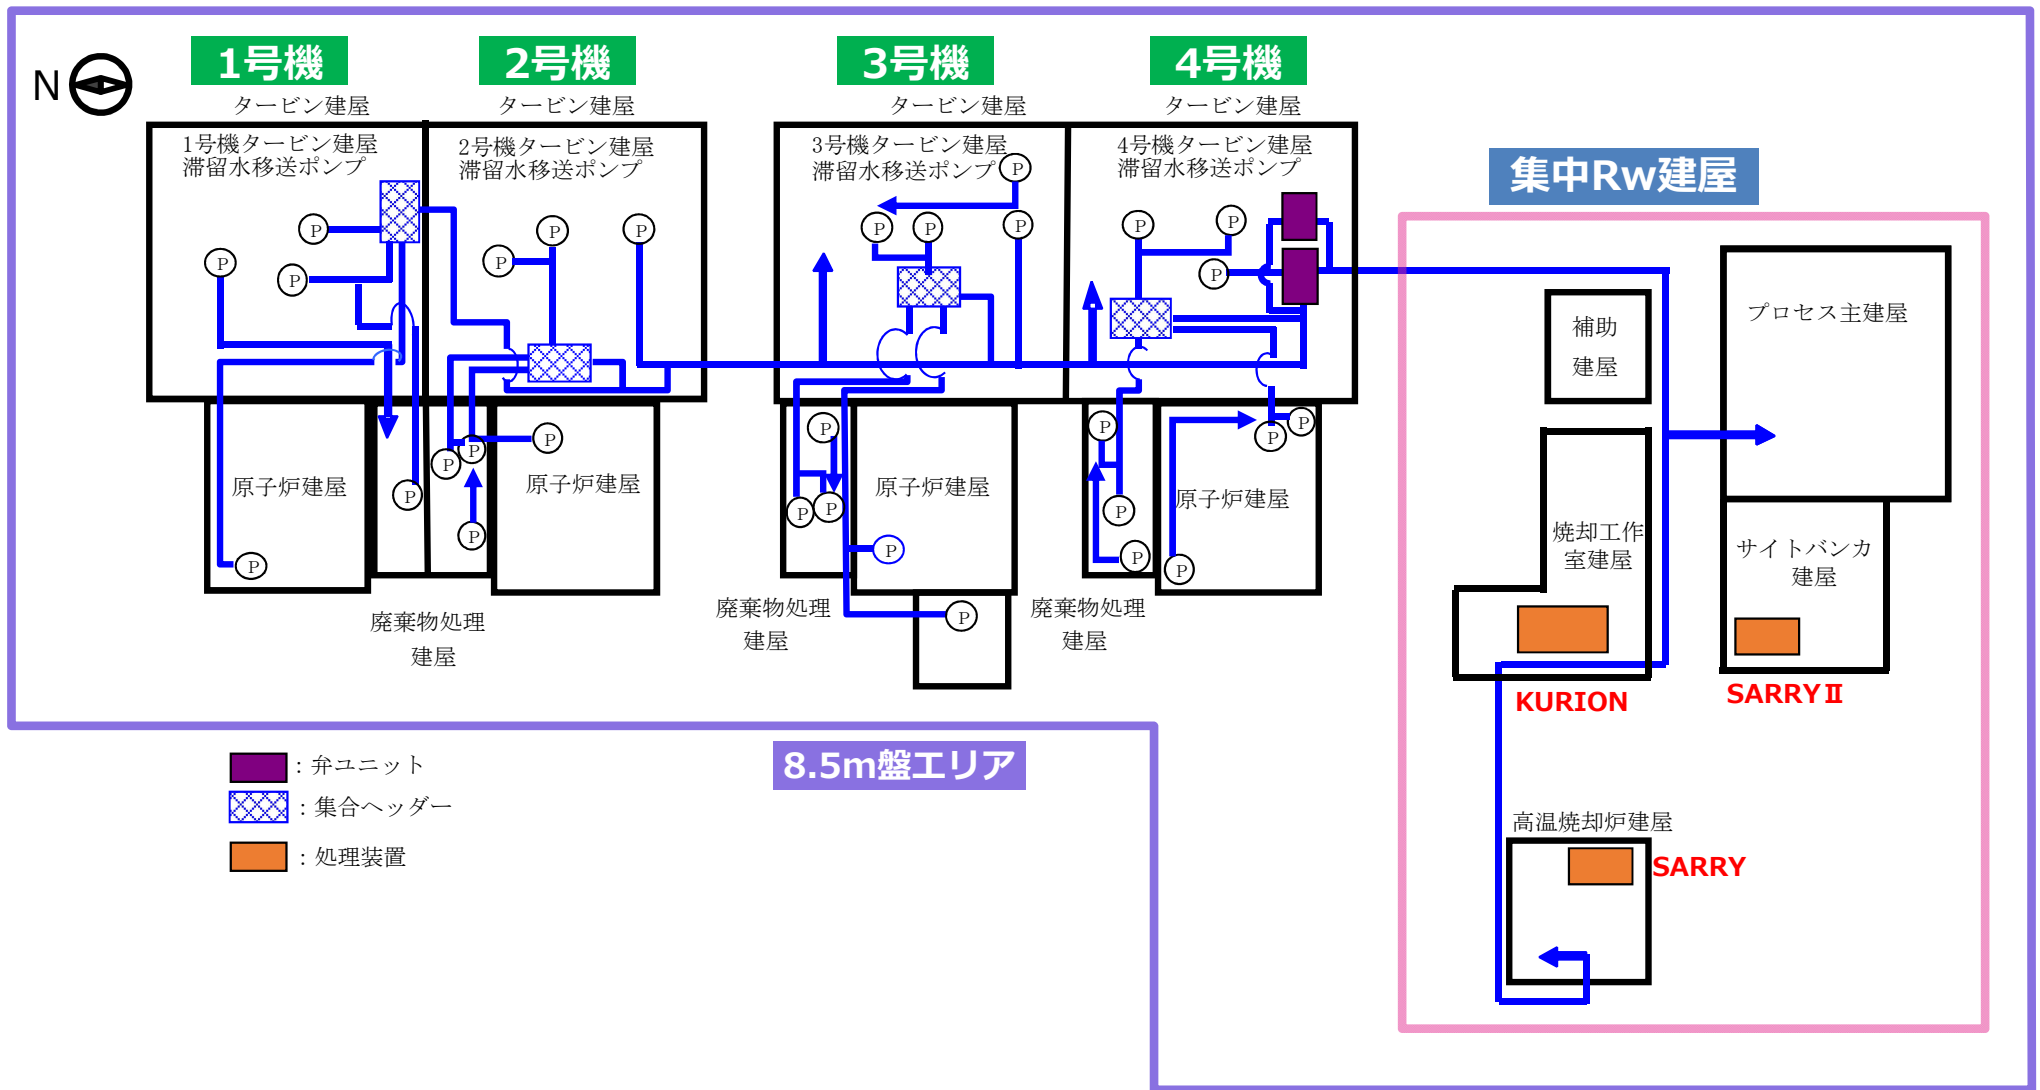 N
1号機
2号機
3号機
4号機
タービン建屋
タービン建屋
タービン建屋
タービン建屋
1号機タービン建屋
滞留水移送ポンプ
2号機タービン建屋
滞留水移送ポンプ
3号機タービン建屋
滞留水移送ポンプ
4号機タービン建屋
滞留水移送ポンプ
P
P
P
P
P
P
P
P
P
P
P
P
P
P
原子炉建屋
P
P
P
P
P
P
原子炉建屋
廃棄物処理
建屋
P
P
P
P
P
原子炉建屋
廃棄物処理
建屋
P
P
P
P
P
P
原子炉建屋
廃棄物処理
建屋
集中Rw建屋
補助
建屋
プロセス主建屋
焼却工作
室建屋
サイトバンカ
建屋
KURION
SARRYⅡ
高温焼却炉建屋
SARRY
8.5m盤エリア
：弁ユニット
：集合ヘッダー
：処理装置